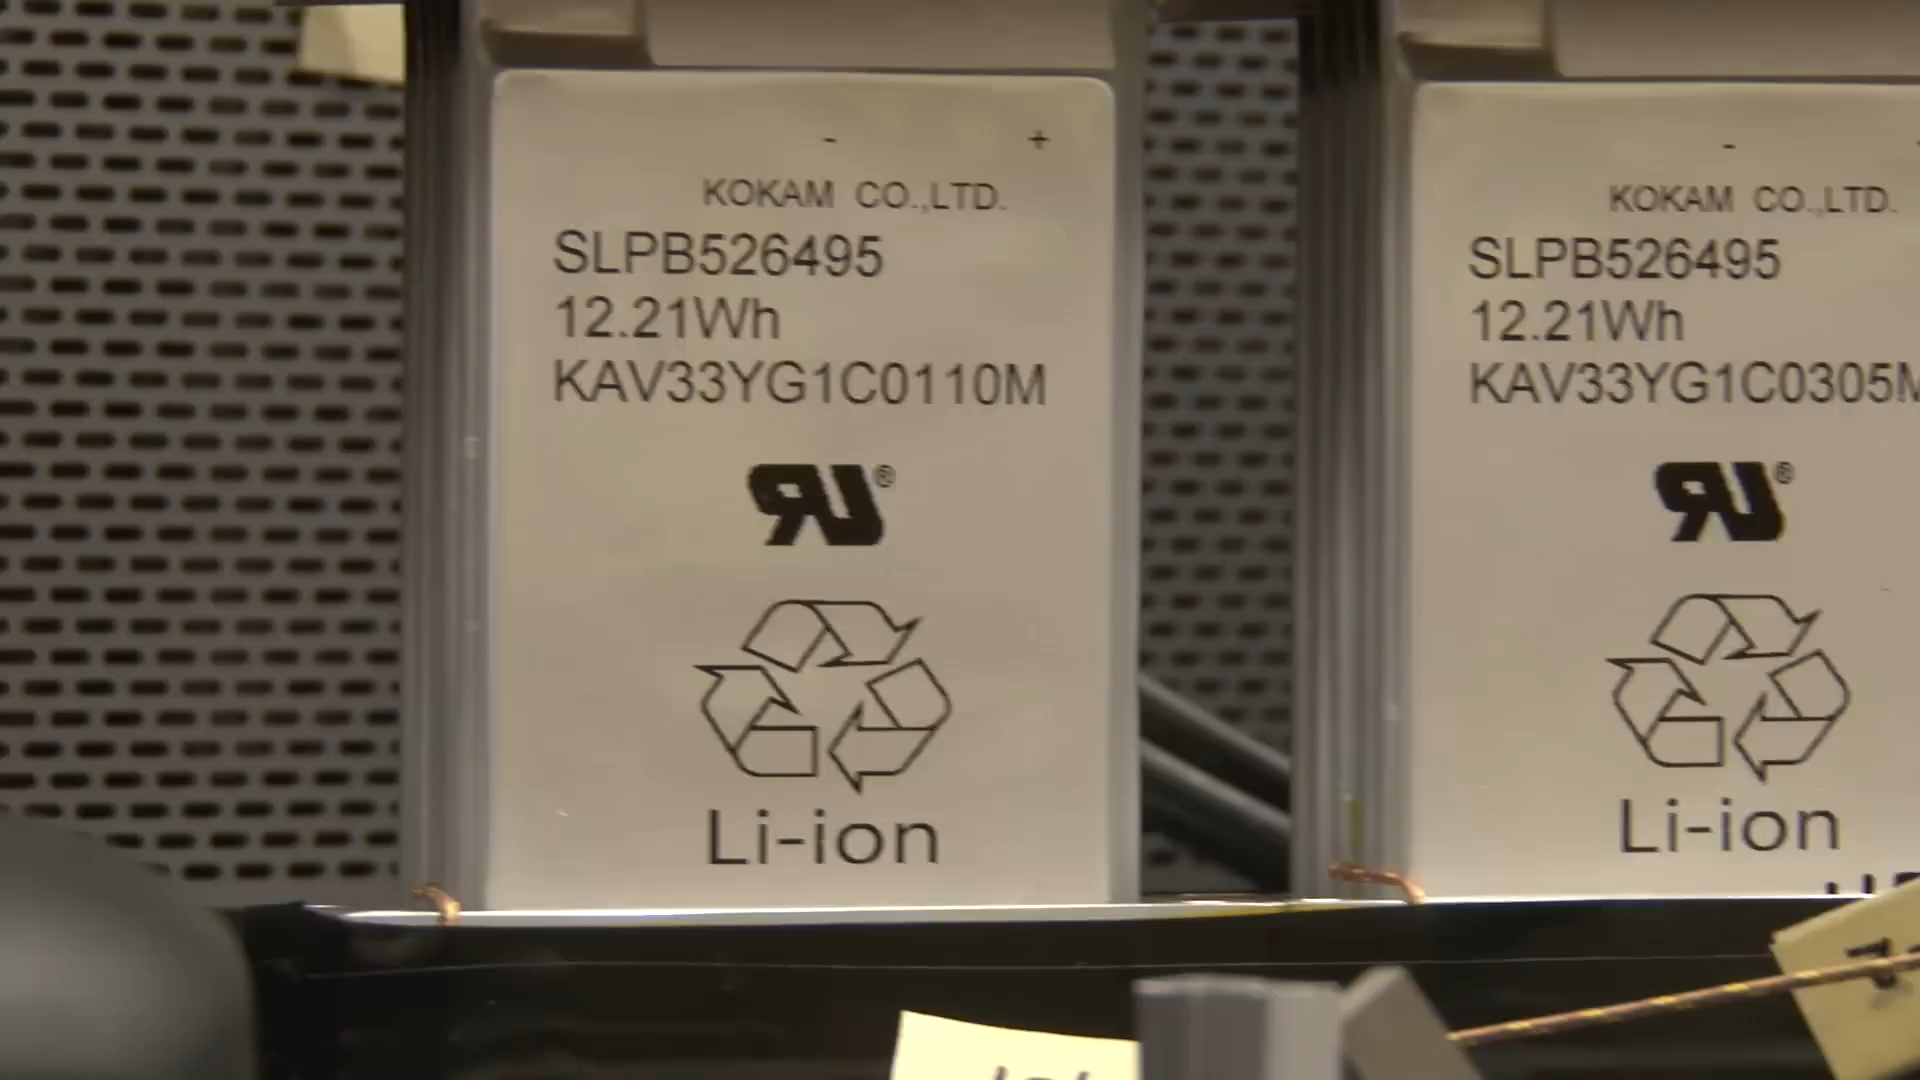 - +
KOKAM CO.,LTD.
SLPB526495
12.21Wh
KAV33YG1C0110M
Li-ion
-
KOKAM CO.,LTD.
SLPB526495
12.21Wh
KAV33YG1C0305M
Li-ion